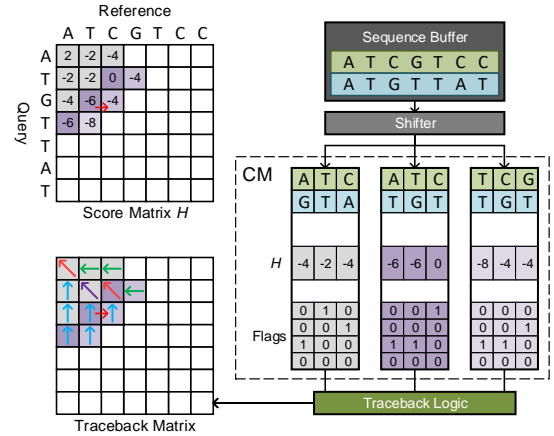 Reference
A T C G T C C
A 2 -2 -4
T -2 -2 0 -4
G -4 -6 -4
T -6 -8
T
A
T
Query
Score Matrix H
Sequence Buffer
A T C G T C C
A T G T T A T
Shifter
CM
A T C A T C T C G
G T A T G T T G T
H -4 -2 -4 -6 -6 0 -8 -4 -4
Flags
0 1 0 0 0 1 0 0 0
0 0 1 0 0 0 0 0 1
1 0 0 1 1 0 1 1 0
0 0 0 0 0 0 0 0 0
Traceback Logic
Traceback Matrix